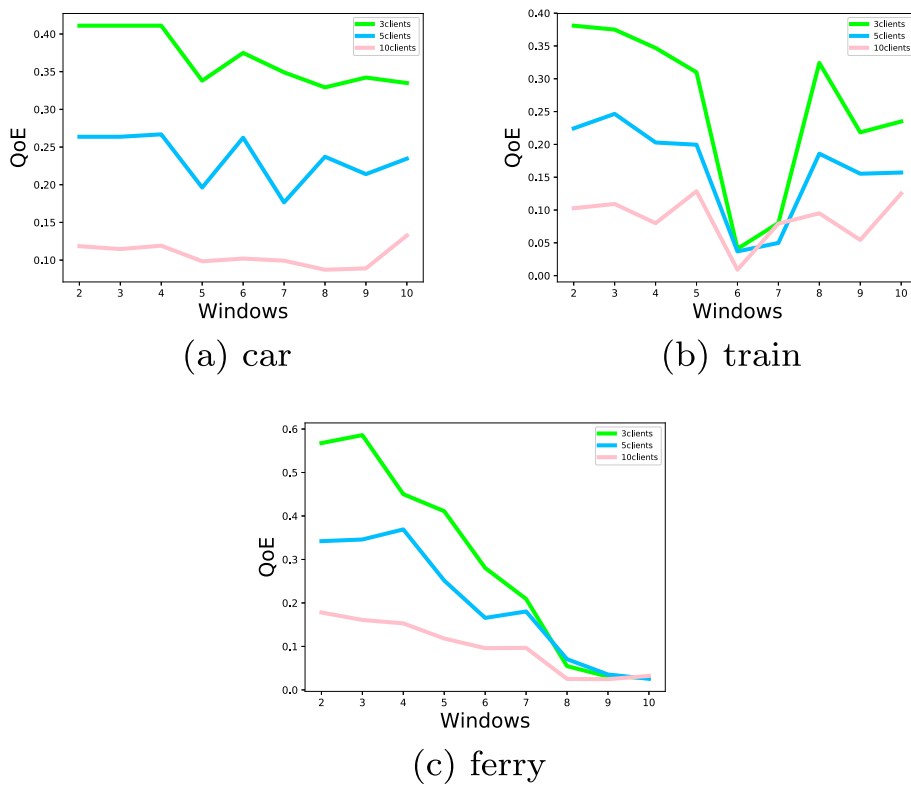 0.40
0.35
0.30
0.25
0.20
0.15
0.10
QoE
3clients
5clients
10clients
2 3 4 5 6 7 8 9 10
Windows
(a) car
0.40
0.35
0.30
0.25
0.20
0.15
0.10
0.05
0.00
QoE
3clients
5clients
10clients
2 3 4 5 6 7 8 9 10
Windows
(b) train
0.6
0.5
0.4
0.3
0.2
0.1
0.0
QoE
3clients
5clients
10clients
2 3 4 5 6 7 8 9 10
Windows
(c) ferry